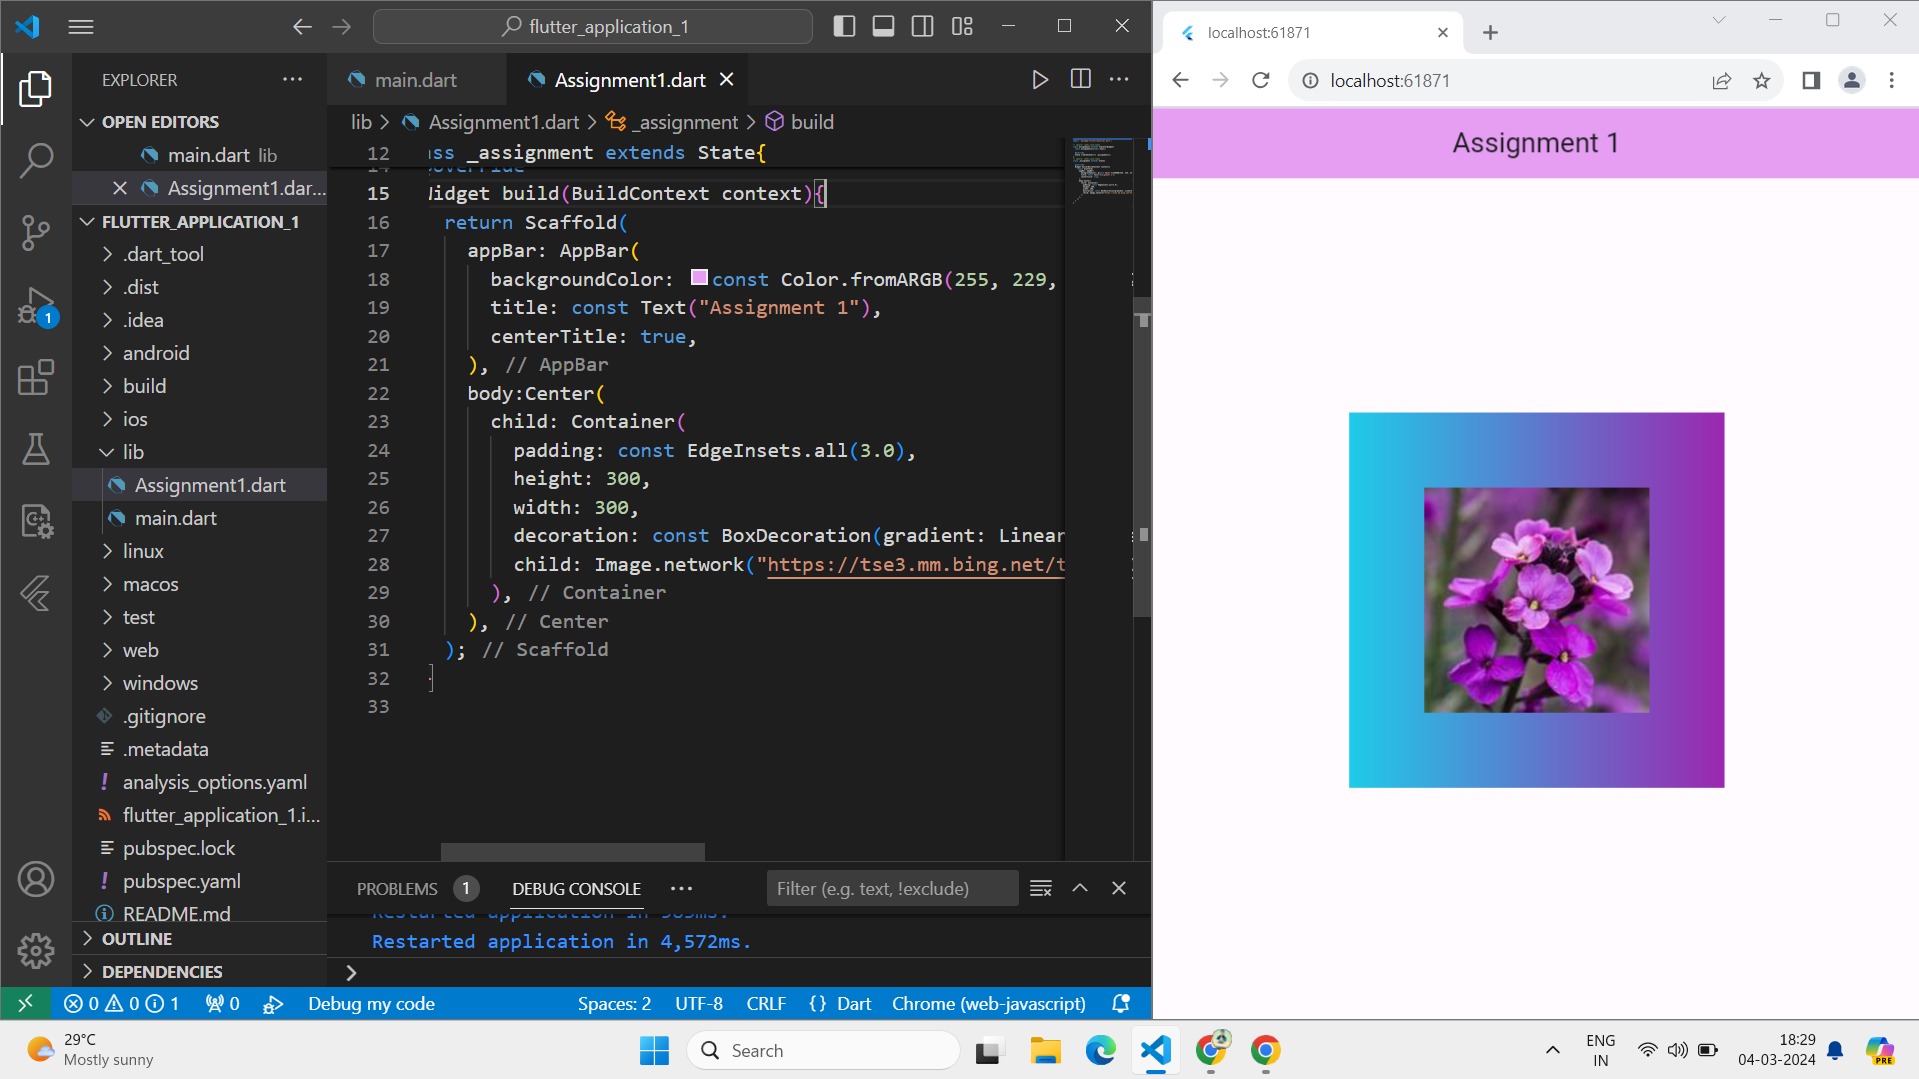 flutter_application_1
EXPLORER
OPEN EDITORS
main.dart lib
Assignment1.dar...
FLUTTER_APPLICATION_1
.dart_tool
.dist
.idea
android
build
ios
lib
Assignment1.dart
main.dart
linux
macos
test
web
windows
.gitignore
.metadata
analysis_options.yaml
flutter_application_1.i...
pubspec.lock
pubspec.yaml
README.md
OUTLINE
DEPENDENCIES
1
main.dart
Assignment1.dart
lib > Assignment1.dart > _assignment > build
12 ass _assignment extends State{
15 Widget build(BuildContext context){
16 return Scaffold(
17 appBar: AppBar(
18 backgroundColor: const Color.fromARGB(255, 229,
19 title: const Text("Assignment 1"),
20 centerTitle: true,
21 ), // AppBar
22 body:Center(
23 child: Container(
24 padding: const EdgeInsets.all(3.0),
25 height: 300,
26 width: 300,
27 decoration: const BoxDecoration(gradient: Linear
28 child: Image.network("https://tse3.mm.bing.net/t
29 ), // Container
30 ), // Center
31 ); // Scaffold
32
33
PROBLEMS 1
DEBUG CONSOLE
Filter (e.g. text, !exclude)
Restarted application in 4,572ms.
0 0 1 0 Debug my code
Spaces: 2 UTF-8 CRLF {} Dart Chrome (web-javascript)
localhost:61871
localhost:61871
Assignment 1
29°C
Mostly sunny
Search
PRE
ENG
IN
18:29
04-03-2024